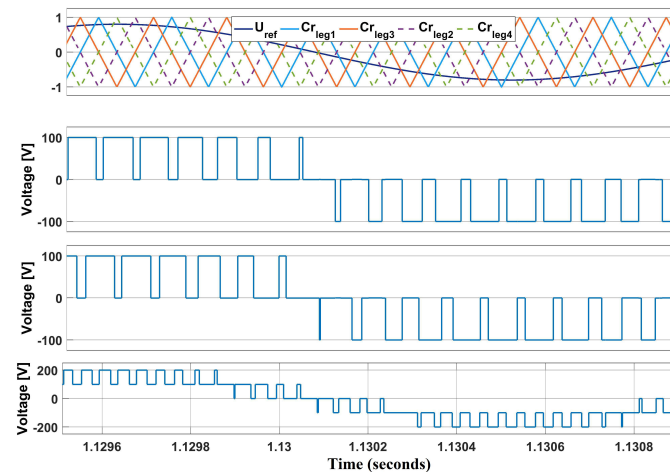 1
0
-1
U_ref Cr_leg1 Cr_leg3 Cr_leg2 Cr_leg4
Voltage [V]
100
0
-100
Voltage [V]
100
0
-100
Voltage [V]
200
0
-200
1.1296 1.1298 1.13 1.1302 1.1304 1.1306 1.1308
Time (seconds)